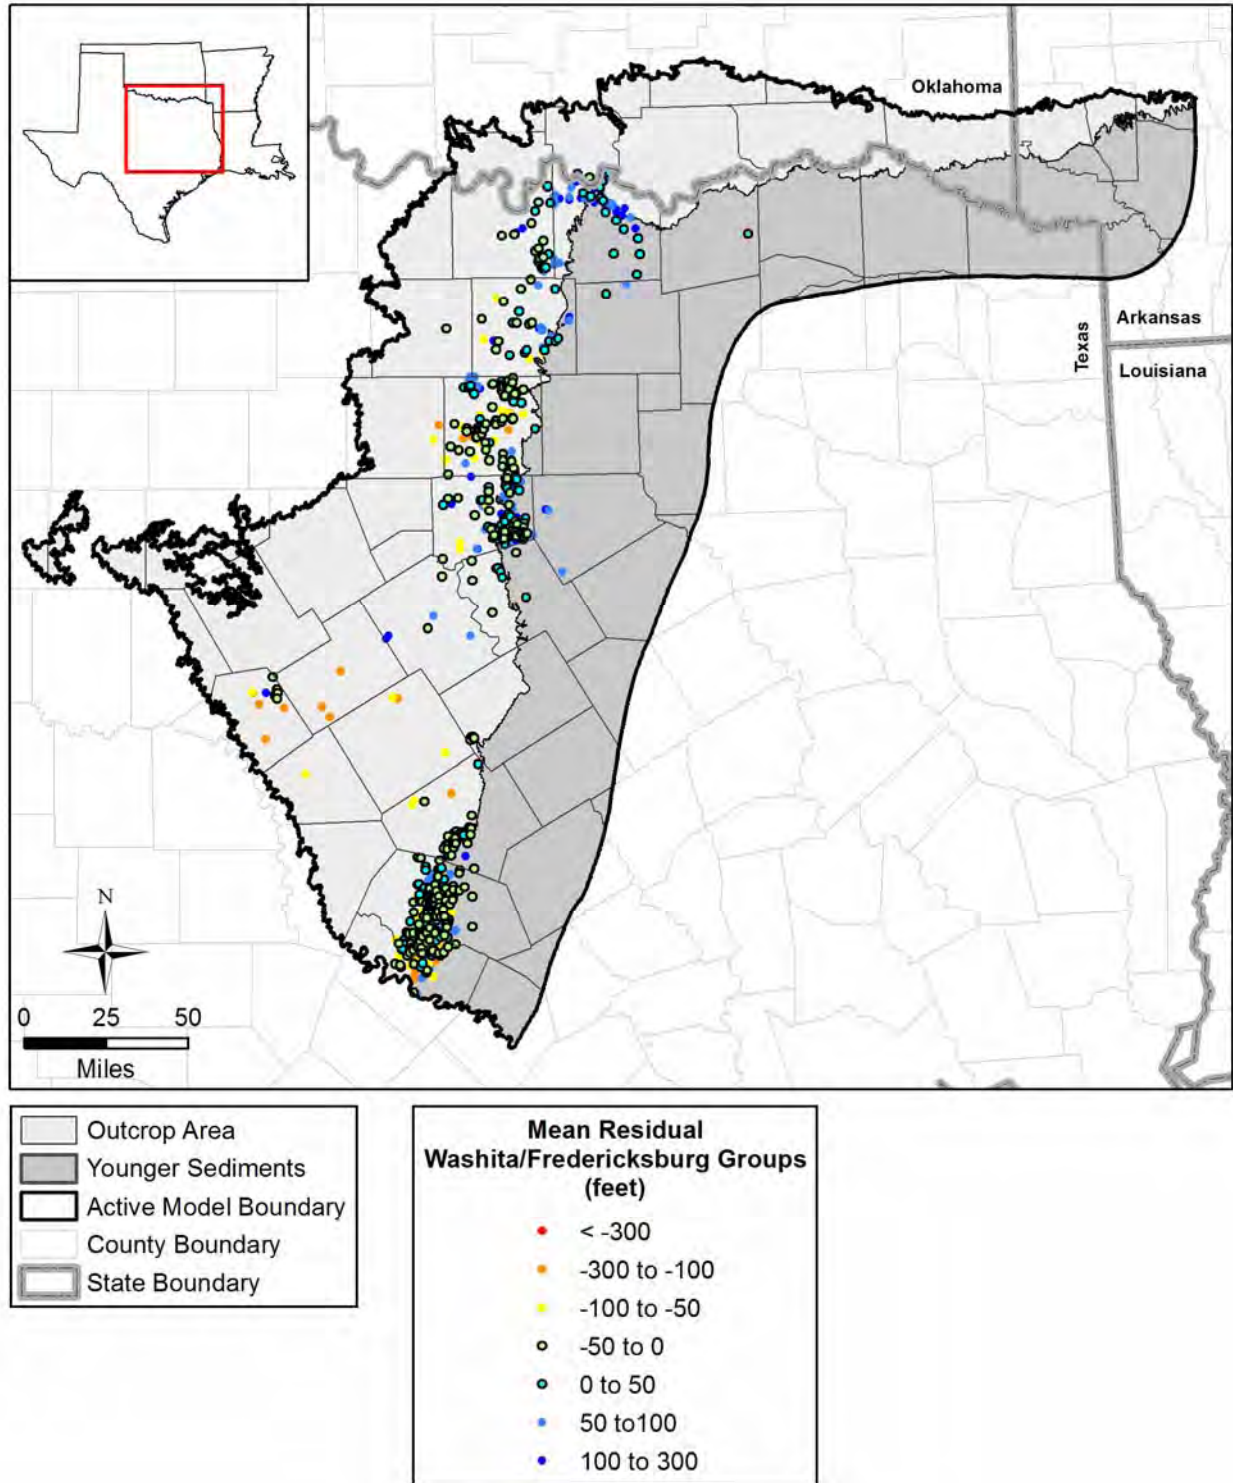 Oklahoma
Arkansas
Texas
Louisiana
N
0 25 50
Miles
Outcrop Area
Younger Sediments
Active Model Boundary
County Boundary
State Boundary
Mean Residual
Washita/Fredericksburg Groups
(feet)
< -300
-300 to -100
-100 to -50
-50 to 0
0 to 50
50 to100
100 to 300